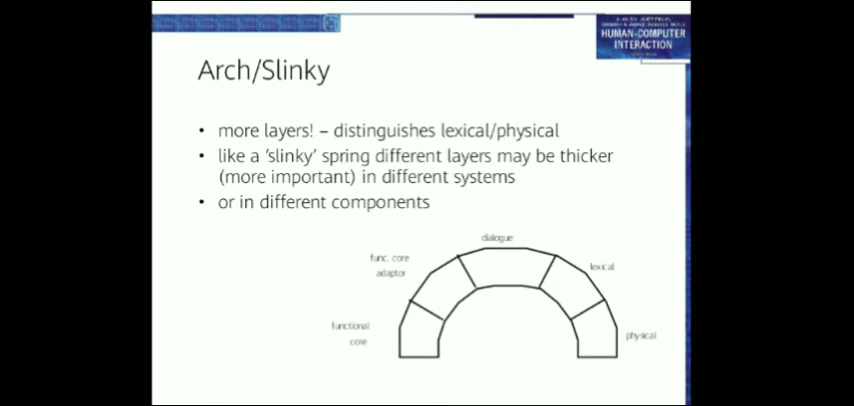 HUMAN-COMPUTER
INTERACTION
Arch/Slinky
• more layers! – distinguishes lexical/physical
• like a ‘slinky’ spring different layers may be thicker
(more important) in different systems
• or in different components
dialogue
func. core
adaptor
lexical
functional
core
physical